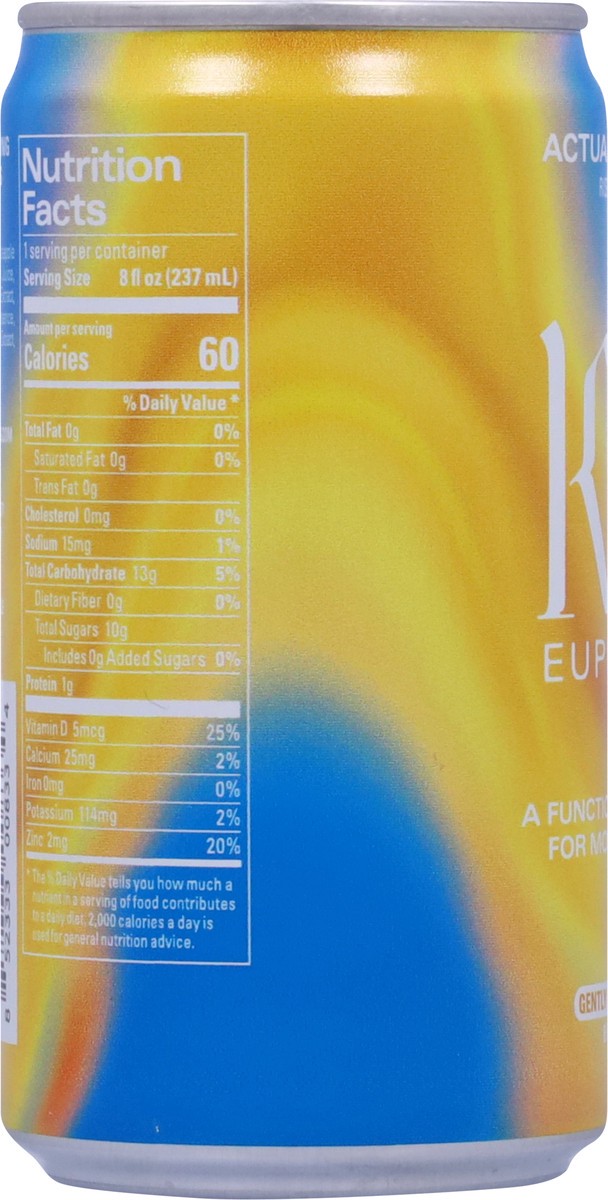 Nutrition
Facts
1 serving per container
Serving Size 8 fl oz (237 mL)
Amount per serving
Calories 60
% Daily Value *
Total Fat 0g 0%
Saturated Fat 0g 0%
Trans Fat 0g
Cholesterol 0mg 0%
Sodium 15mg 1%
Total Carbohydrate 13g 5%
Dietary Fiber 0g 0%
Total Sugars 10g
Includes 0g Added Sugars 0%
Protein 1g
Vitamin D 5mcg 25%
Calcium 25mg 2%
Iron 0mg 0%
Potassium 114mg 2%
Zinc 2mg 20%
* The % Daily Value tells you how much a
nutrient in a serving of food contributes
to a daily diet. 2,000 calories a day is
used for general nutrition advice.
ACTUA
K
EUP
A FUNCTI
FOR MO
GENTL
8 52333 00833 4